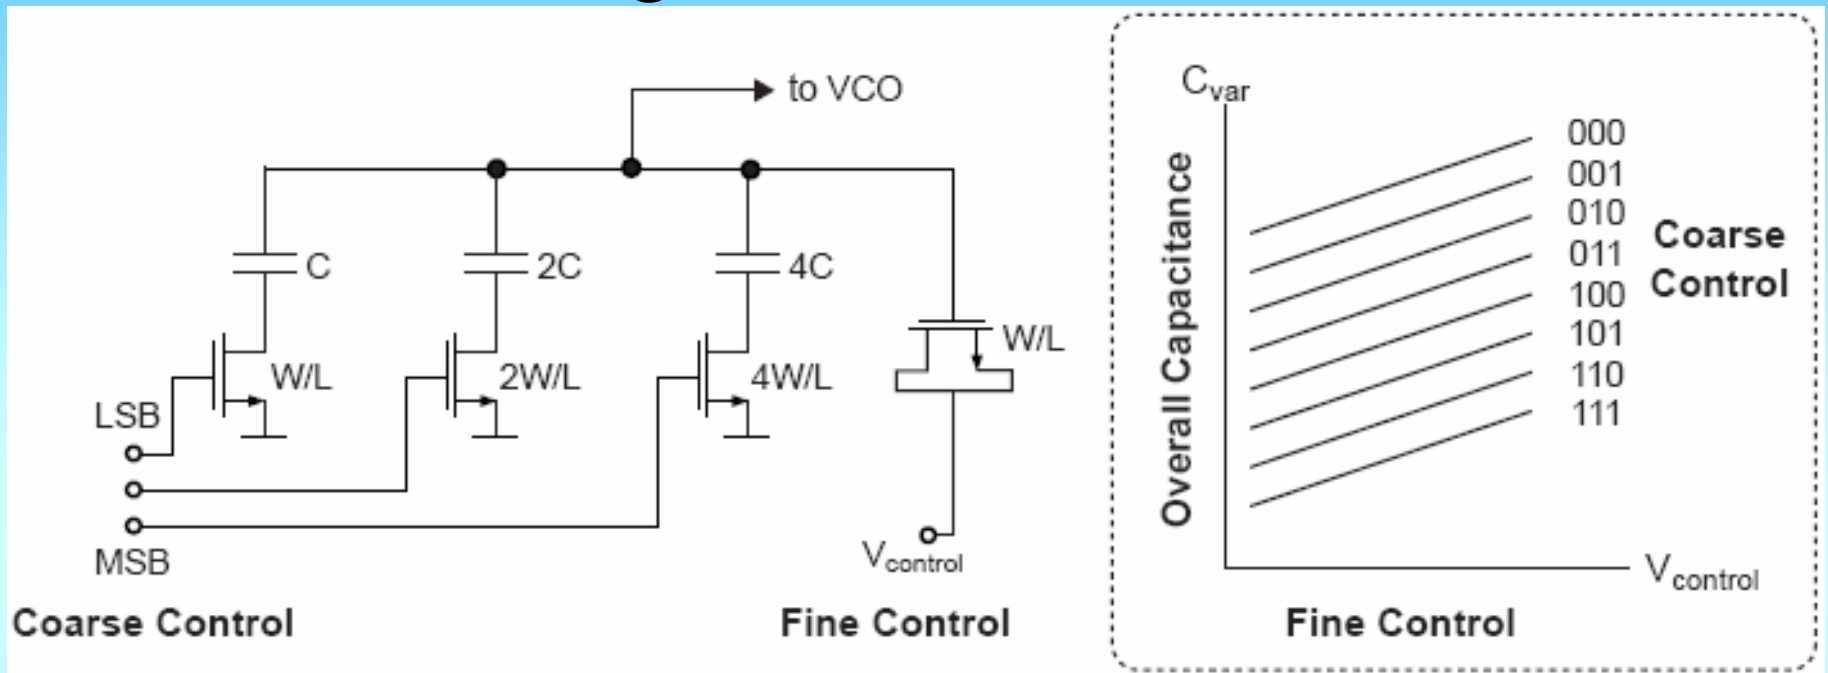 to VCO
C
2C
4C
W/L
2W/L
4W/L
W/L
LSB
MSB
Vcontrol
Coarse Control
Fine Control
Cvar
Overall Capacitance
000
001
010
011
100
101
110
111
Coarse
Control
Vcontrol
Fine Control